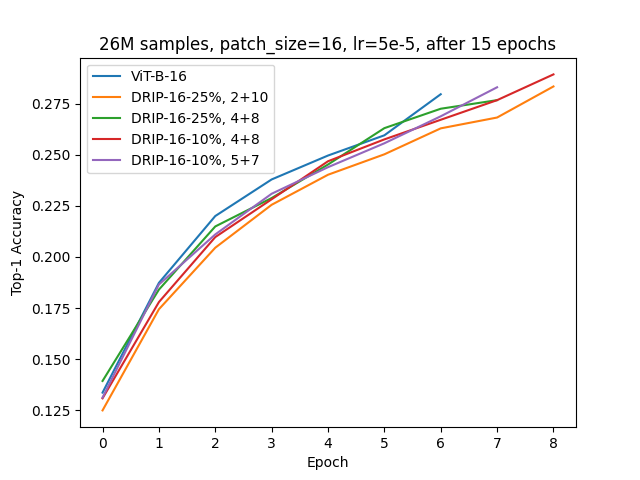 26M samples, patch_size=16, lr=5e-5, after 15 epochs
ViT-B-16
DRIP-16-25%, 2+10
DRIP-16-25%, 4+8
DRIP-16-10%, 4+8
DRIP-16-10%, 5+7
Top-1 Accuracy
0.275
0.250
0.225
0.200
0.175
0.150
0.125
0 1 2 3 4 5 6 7 8
Epoch